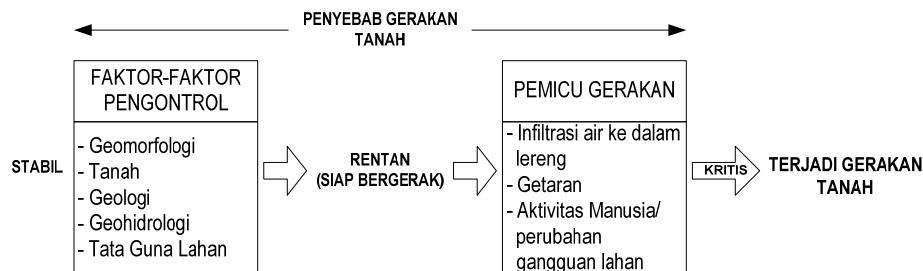 PENYEBAB GERAKAN
TANAH
FAKTOR-FAKTOR
PENGONTROL
- Geomorfologi
- Tanah
- Geologi
- Geohidrologi
- Tata Guna Lahan
STABIL
RENTAN
(SIAP BERGERAK)
PEMICU GERAKAN
- Infiltrasi air ke dalam
lereng
- Getaran
- Aktivitas Manusia/
perubahan
gangguan lahan
KRITIS
TERJADI GERAKAN
TANAH